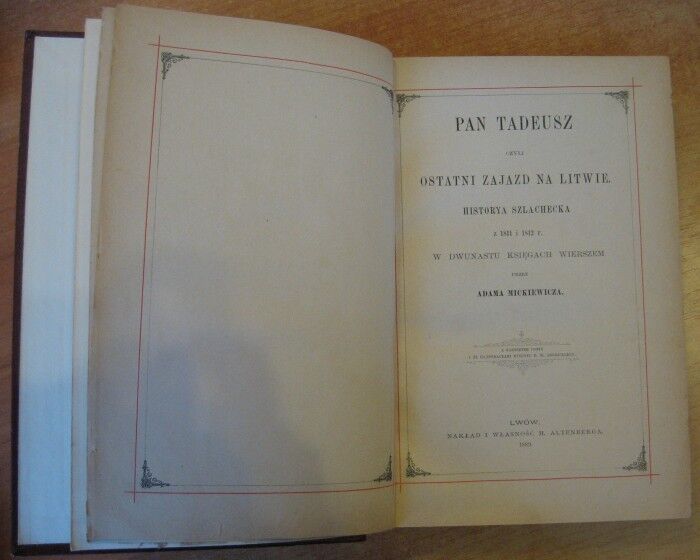 PAN TADEUSZ
CZYLI
OSTATNI ZAJAZD NA LITWIE.
HISTORYA SZLACHECKA
z 1811 i 1812 r.
W DWUNASTU KSIĘGACH WIERSZEM
PRZEZ
ADAMA MICKIEWICZA.
LWÓW.
NAKŁAD I WŁASNOŚĆ H. ALTENBERGA.